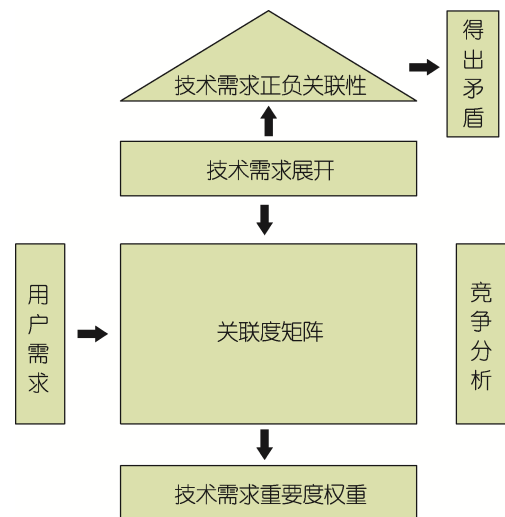 得出矛盾
技术需求正负关联性
技术需求展开
用户需求
关联度矩阵
竞争分析
技术需求重要度权重